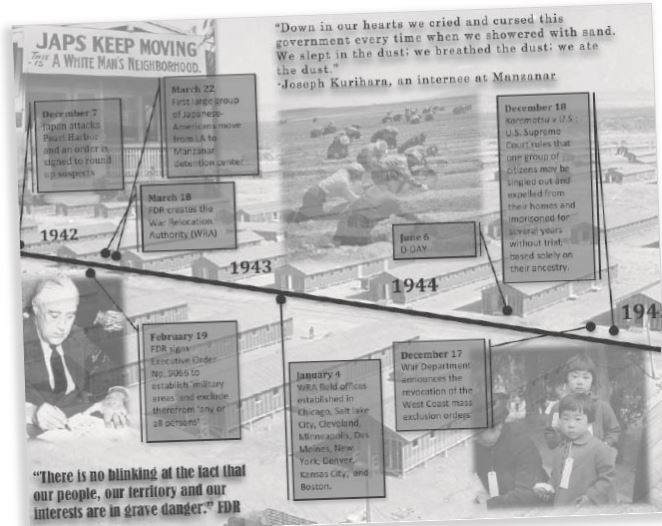 JAPS KEEP MOVING
THIS IS A WHITE MAN'S NEIGHBORHOOD.
"Down in our hearts we cried and cursed this
government every time when we showered with sand.
We slept in the dust; we breathed the dust; we ate
the dust."
-Joseph Kurihara, an internee at Manzanar
December 7
Japan attacks
Pearl Harbor
and an order is
signed to round
up suspects
March 22
First large group
of Japanese-
Americans move
from LA to
Manzanar
detention center
March 18
FDR creates the
War Relocation
Authority (WRA)
December 18
Korematsu v U.S.:
U.S. Supreme
Court rules that
one group of
citizens may be
singled out and
expelled from
their homes and
imprisoned for
several years
without trial,
based solely on
their ancestry.
June 6
D-DAY
1942
1943
1944
194
February 19
FDR signs
Executive Order
No. 9066 to
establish 'military
areas' and exclude
therefrom 'any or
all persons'
January 4
WRA field offices
established in
Chicago, Salt lake
City, Cleveland,
Minneapolis, Des
Moines, New
York, Denver,
Kansas City, and
Boston.
December 17
War Department
announces the
revocation of the
West Coast mass
exclusion orders
"There is no blinking at the fact that
our people, our territory and our
interests are in grave danger." FDR